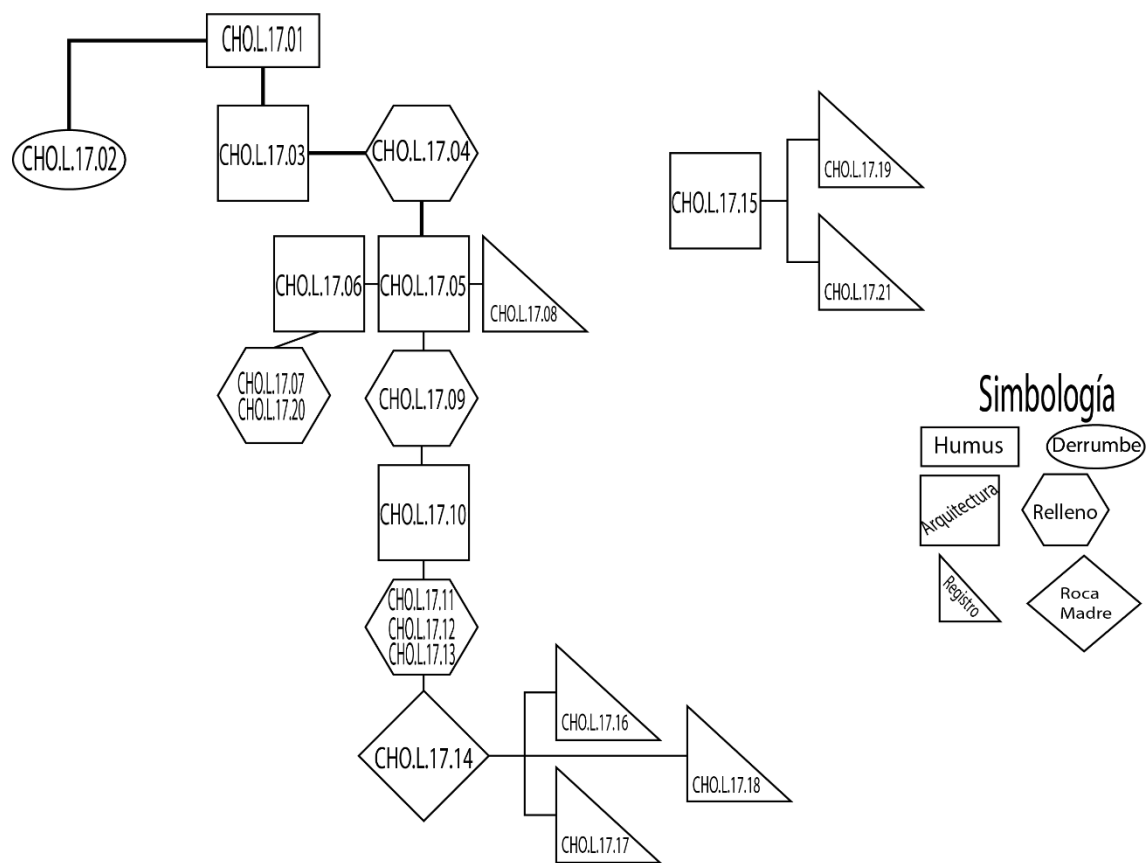 CHO.L.17.01
CHO.L.17.02
CHO.L.17.03
CHO.L.17.04
CHO.L.17.06
CHO.L.17.05
CHO.L.17.08
CHO.L.17.07
CHO.L.17.20
CHO.L.17.09
CHO.L.17.10
CHO.L.17.11
CHO.L.17.12
CHO.L.17.13
CHO.L.17.14
CHO.L.17.16
CHO.L.17.18
CHO.L.17.17
CHO.L.17.15
CHO.L.17.19
CHO.L.17.21
Simbología
Humus
Derrumbe
Arquitectura
Relleno
Registro
Roca
Madre